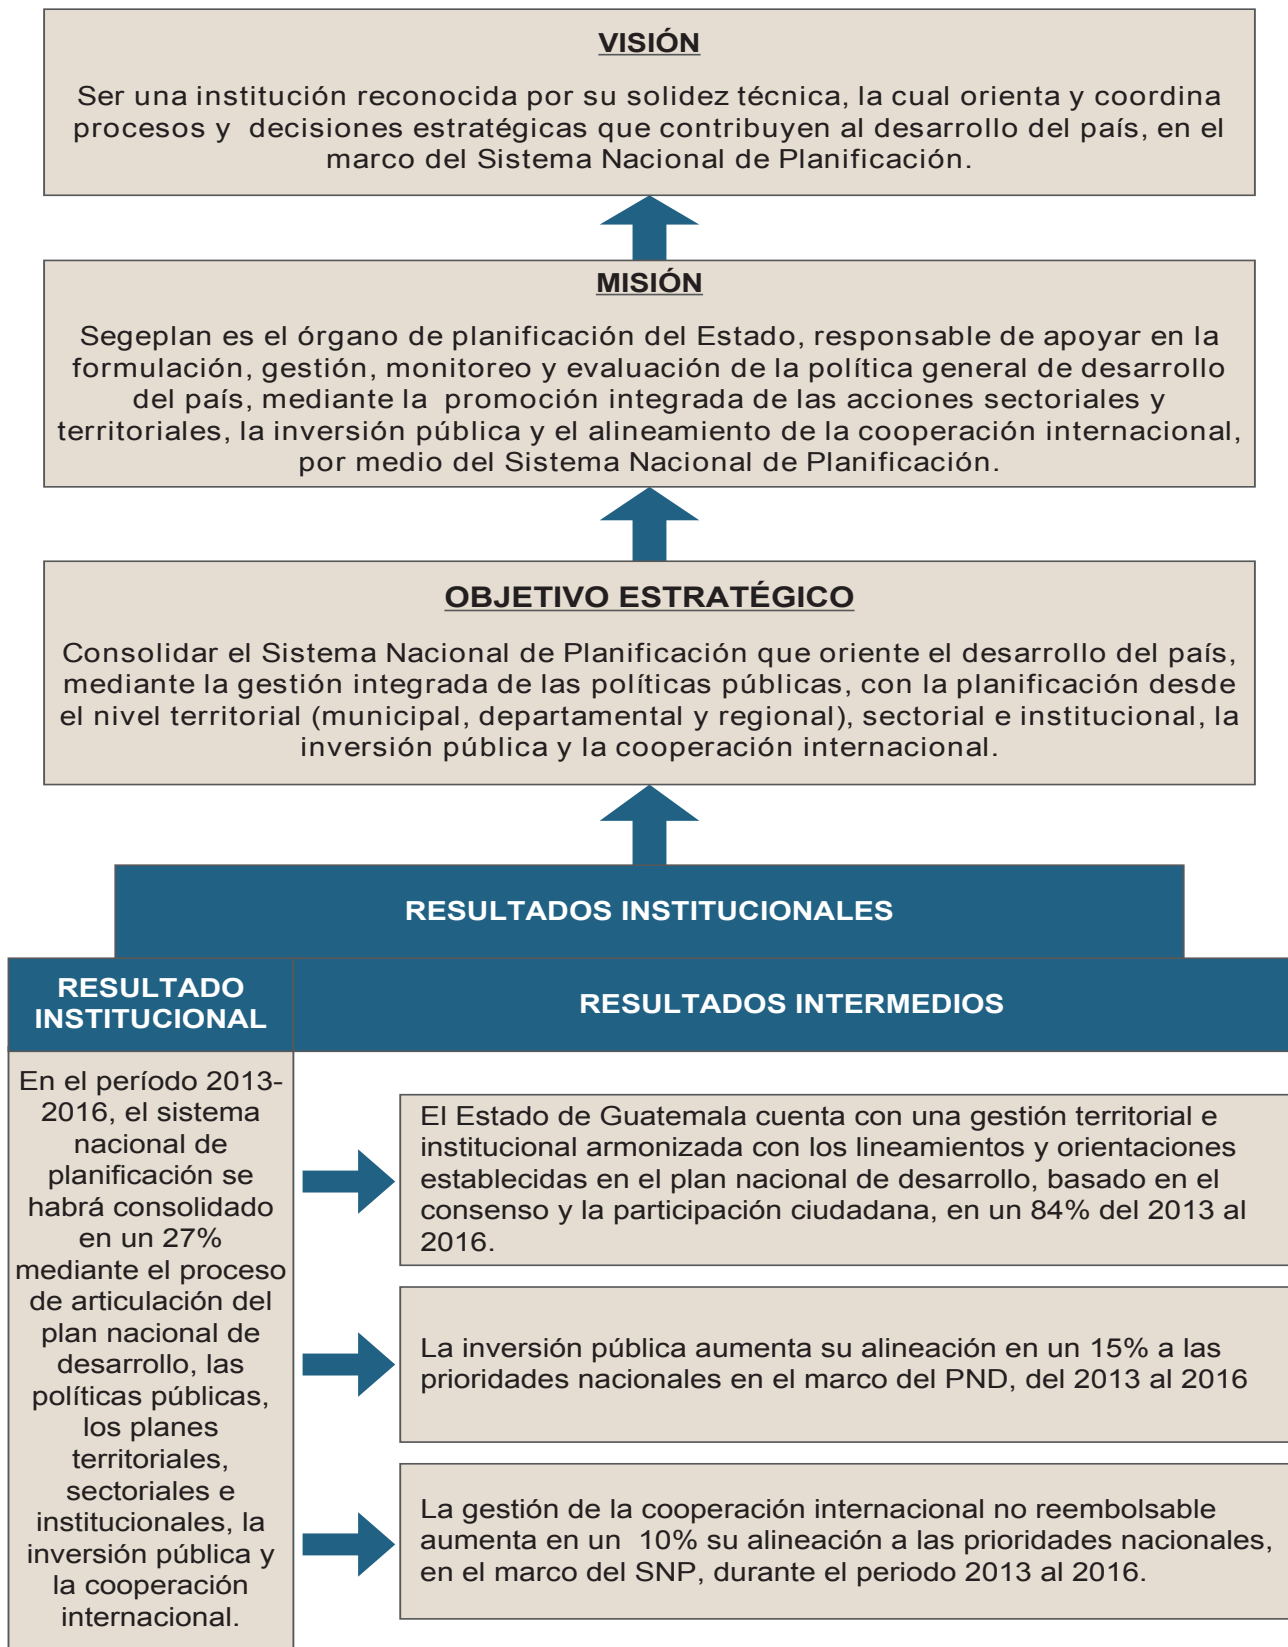 VISIÓN
Ser una institución reconocida por su solidez técnica, la cual orienta y coordina
procesos y decisiones estratégicas que contribuyen al desarrollo del país, en el
marco del Sistema Nacional de Planificación.
MISIÓN
Segeplan es el órgano de planificación del Estado, responsable de apoyar en la
formulación, gestión, monitoreo y evaluación de la política general de desarrollo
del país, mediante la promoción integrada de las acciones sectoriales y
territoriales, la inversión pública y el alineamiento de la cooperación internacional,
por medio del Sistema Nacional de Planificación.
OBJETIVO ESTRATÉGICO
Consolidar el Sistema Nacional de Planificación que oriente el desarrollo del país,
mediante la gestión integrada de las políticas públicas, con la planificación desde
el nivel territorial (municipal, departamental y regional), sectorial e institucional, la
inversión pública y la cooperación internacional.
RESULTADOS INSTITUCIONALES
RESULTADO
INSTITUCIONAL
En el período 2013-
2016, el sistema
nacional de
planificación se
habrá consolidado
en un 27%
mediante el proceso
de articulación del
plan nacional de
desarrollo, las
políticas públicas,
los planes
territoriales,
sectoriales e
institucionales, la
inversión pública y
la cooperación
internacional.
RESULTADOS INTERMEDIOS
El Estado de Guatemala cuenta con una gestión territorial e
institucional armonizada con los lineamientos y orientaciones
establecidas en el plan nacional de desarrollo, basado en el
consenso y la participación ciudadana, en un 84% del 2013 al
2016.
La inversión pública aumenta su alineación en un 15% a las
prioridades nacionales en el marco del PND, del 2013 al 2016
La gestión de la cooperación internacional no reembolsable
aumenta en un 10% su alineación a las prioridades nacionales,
en el marco del SNP, durante el periodo 2013 al 2016.